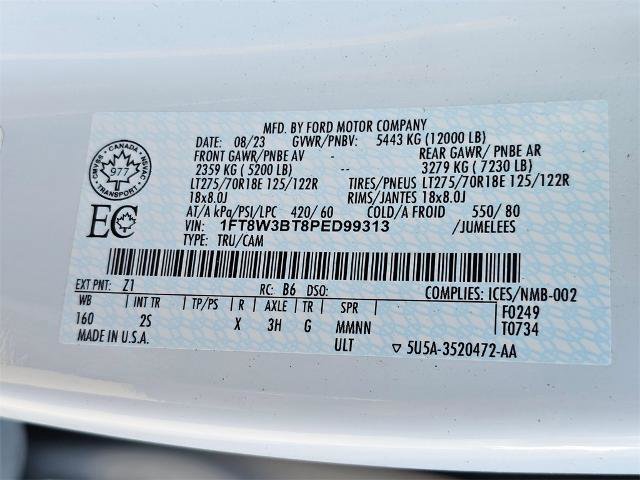 MFD. BY FORD MOTOR COMPANY
DATE: 08/23 GVWR/PNBV: 5443 KG (12000 LB)
FRONT GAWR/ PNBE AV -- REAR GAWR/ PNBE AR
2359 KG ( 5200 LB) -- 3279 KG ( 7230 LB)
LT275/70R18E 125/122R TIRES/PNEUS LT275/70R18E 125/122R
18x8.0J RIMS/JANTES 18x8.0J
AT/A kPa/PSI/LPC 420/ 60 COLD/A FROID 550/ 80
VIN: 1FT8W3BT8PED99313 /JUMELEES
TYPE: TRU/CAM
CANADA
CMVSS NSVAC
977
TRANSPORT
EC
EXT PNT: Z1 RC: B6 DSO: COMPLIES: ICES/NMB-002
WB INT TR TP/PS R AXLE TR SPR F0249
160 2S X 3H G MMNN T0734
MADE IN U.S.A. ULT ▽ 5U5A-3520472-AA